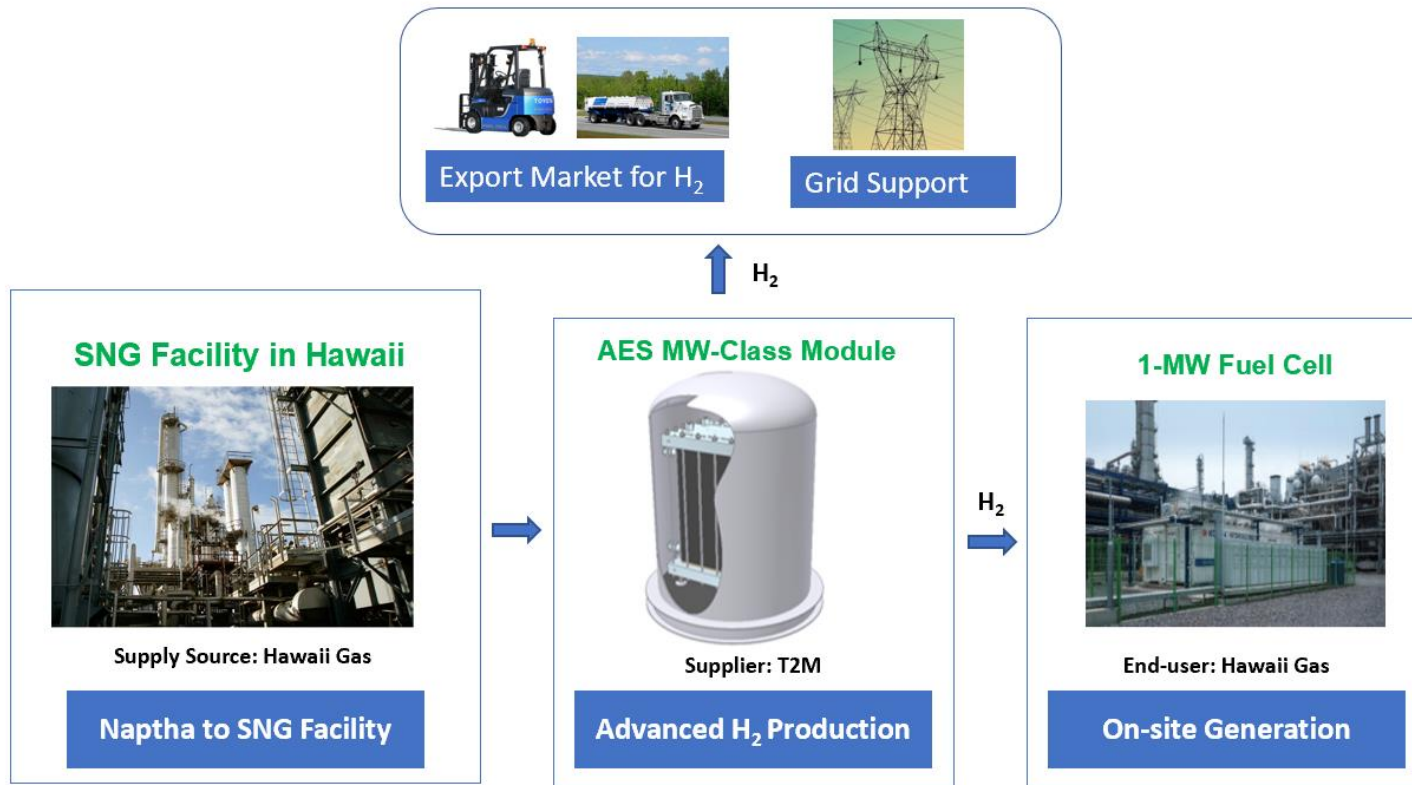 TOYOTA
Export Market for H₂
Grid Support
H₂
SNG Facility in Hawaii
Supply Source: Hawaii Gas
Naptha to SNG Facility
AES MW-Class Module
Supplier: T2M
Advanced H₂ Production
H₂
1-MW Fuel Cell
End-user: Hawaii Gas
On-site Generation